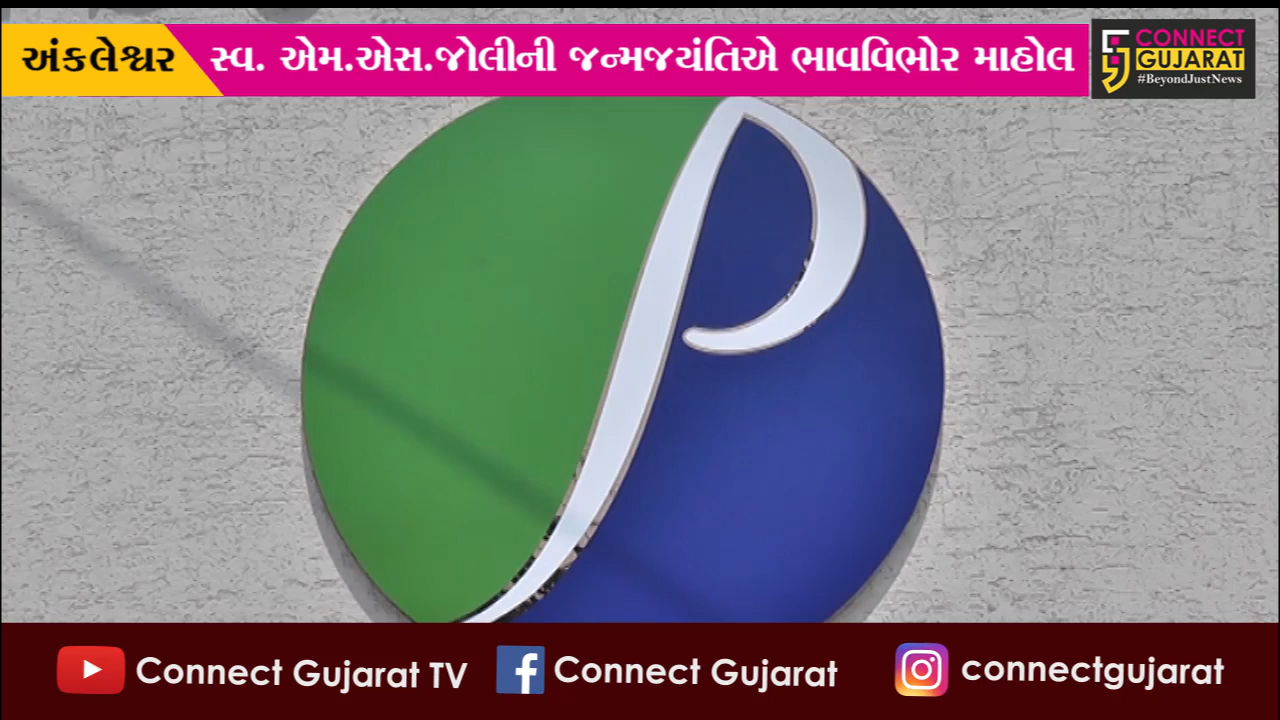 અંકલેશ્વર
સ્વ. એમ.એસ.જોલીની જન્મજયંતિએ ભાવવિભોર માહોલ
CONNECT
GUJARAT
#BeyondJustNews
P
Connect Gujarat TV
Connect Gujarat
connectgujarat